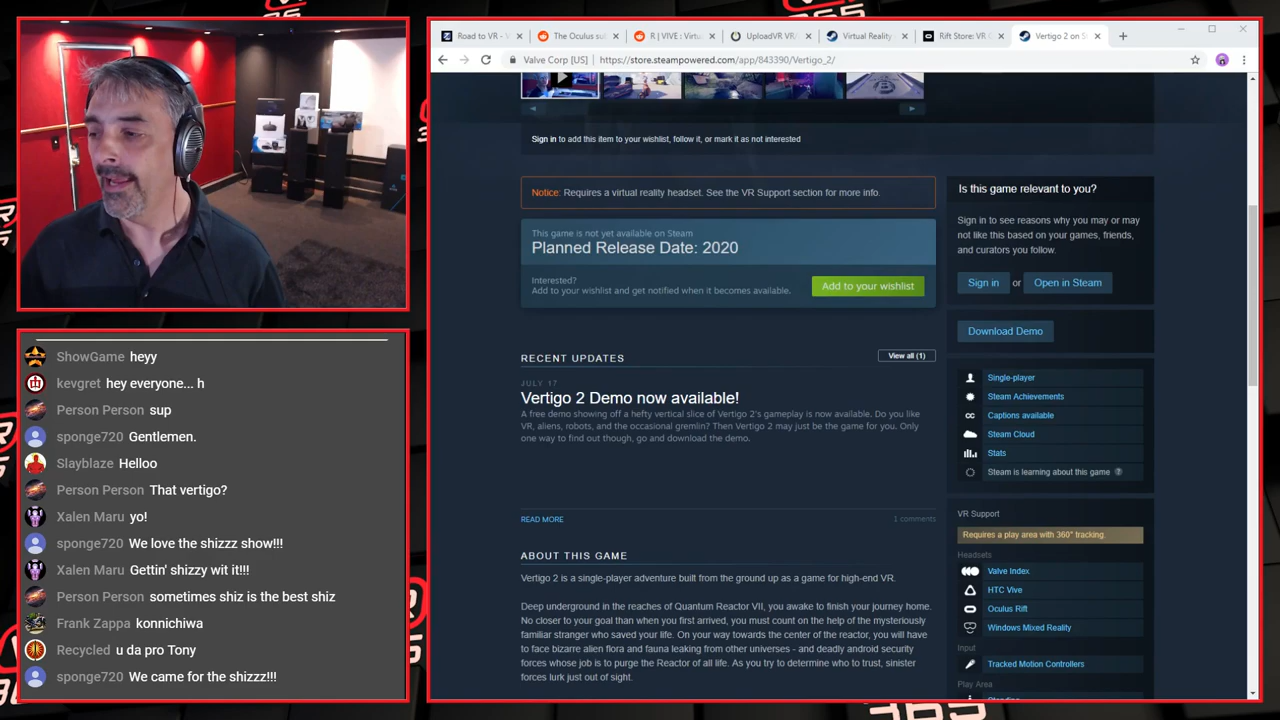 Road to VR - V
The Oculus sul
R | VIVE : Virtu
UploadVR VR
Virtual Reality
Rift Store: VR G
Vertigo 2 on S
Valve Corp [US] | https://store.steampowered.com/app/843390/Vertigo_2/
Sign in to add this item to your wishlist, follow it, or mark it as not interested
Notice: Requires a virtual reality headset. See the VR Support section for more info.
This game is not yet available on Steam
Planned Release Date: 2020
Interested?
Add to your wishlist and get notified when it becomes available.
Add to your wishlist
RECENT UPDATES
View all (1)
JULY 17
Vertigo 2 Demo now available!
A free demo showing off a hefty vertical slice of Vertigo 2's gameplay is now available. Do you like
VR, aliens, robots, and the occasional gremlin? Then Vertigo 2 may just be the game for you. Only
one way to find out though, go and download the demo.
READ MORE
1 comments
ABOUT THIS GAME
Vertigo 2 is a single-player adventure built from the ground up as a game for high-end VR.
Deep underground in the reaches of Quantum Reactor VII, you awake to finish your journey home.
No closer to your goal than when you first arrived, you must count on the help of the mysteriously
familiar stranger who saved your life. On your way towards the center of the reactor, you will have
to face bizarre alien flora and fauna leaking from other universes - and deadly android security
forces whose job is to purge the Reactor of all life. As you try to determine who to trust, sinister
forces lurk just out of sight.
Is this game relevant to you?
Sign in to see reasons why you may or may
not like this based on your games, friends,
and curators you follow.
Sign in or Open in Steam
Download Demo
Single-player
Steam Achievements
CC Captions available
Steam Cloud
Stats
Steam is learning about this game ?
VR Support
Requires a play area with 360° tracking.
Headsets
Valve Index
HTC Vive
Oculus Rift
Windows Mixed Reality
Input
Tracked Motion Controllers
Play Area
ShowGame heyy
kevgret hey everyone... h
Person Person sup
sponge720 Gentlemen.
Slayblaze Helloo
Person Person That vertigo?
Xalen Maru yo!
sponge720 We love the shizzz show!!!
Xalen Maru Gettin' shizzy wit it!!!
Person Person sometimes shiz is the best shiz
Frank Zappa konnichiwa
Recycled u da pro Tony
sponge720 We came for the shizzz!!!